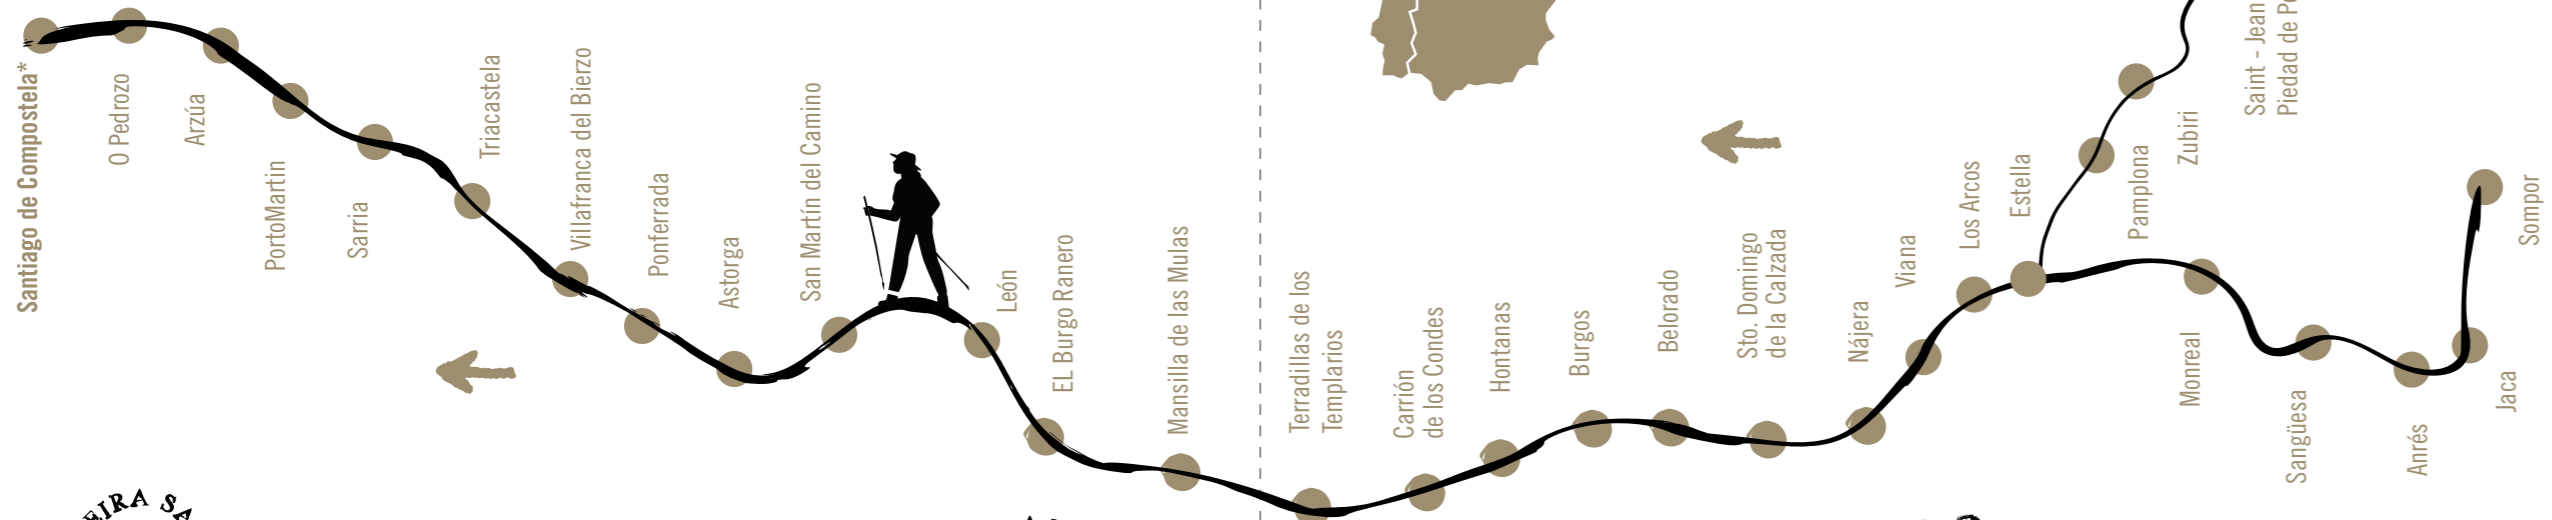 Santiago de Compostela*
O Pedrozo
Arzúa
PortoMartin
Sarria
Triacastela
Villafranca del Bierzo
Ponferrada
Astorga
San Martín del Camino
León
EL Burgo Ranero
Mansilla de las Mulas
Terradillas de los
Templarios
Carrión
de los Condes
Hontanas
Burgos
Belorado
Sto. Domingo
de la Calzada
Nájera
Viana
Los Arcos
Estella
Pamplona
Zubiri
Saint - Jean
Piedad de
Monreal
Sangüesa
Anrés
Jaca
Sompor